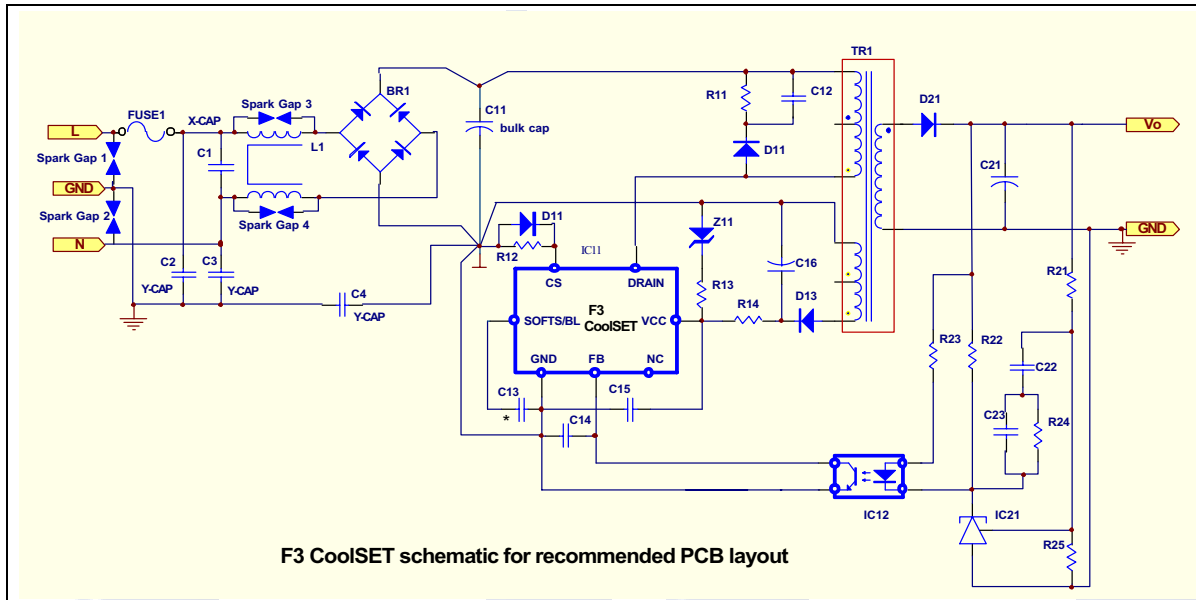 TR1
BR1
R11
C12
Spark Gap 3
C11
bulk cap
FUSE1
X-CAP
D21
L
L1
Vo
Spark Gap 1
C1
D11
C21
GND
Spark Gap 2
Spark Gap 4
D11
Z11
GND
N
R12
IC11
C16
R21
C2
C3
CS
DRAIN
R13
Y-CAP
Y-CAP
C4
Y-CAP
F3
CoolSET
SOFTS/BL
VCC
R14
D13
R23
R22
GND
FB
NC
C22
C13
*
C15
C14
C23
R24
IC12
IC21
R25
F3 CoolSET schematic for recommended PCB layout